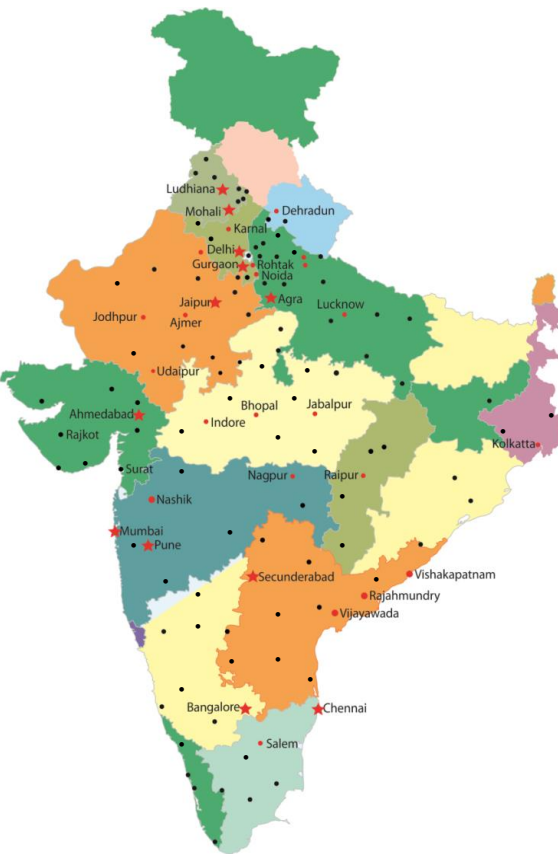 Ludhiana
Mohali
Dehradun
Karnal
Delhi
Gurgaon
Rohtak
Noida
Jaipur
Agra
Jodhpur
Ajmer
Lucknow
Udaipur
Ahmedabad
Bhopal
Jabalpur
Indore
Rajkot
Kolkatta
Surat
Nagpur
Raipur
Nashik
Mumbai
Pune
Secunderabad
Vishakapatnam
Rajahmundry
Vijayawada
Bangalore
Chennai
Salem